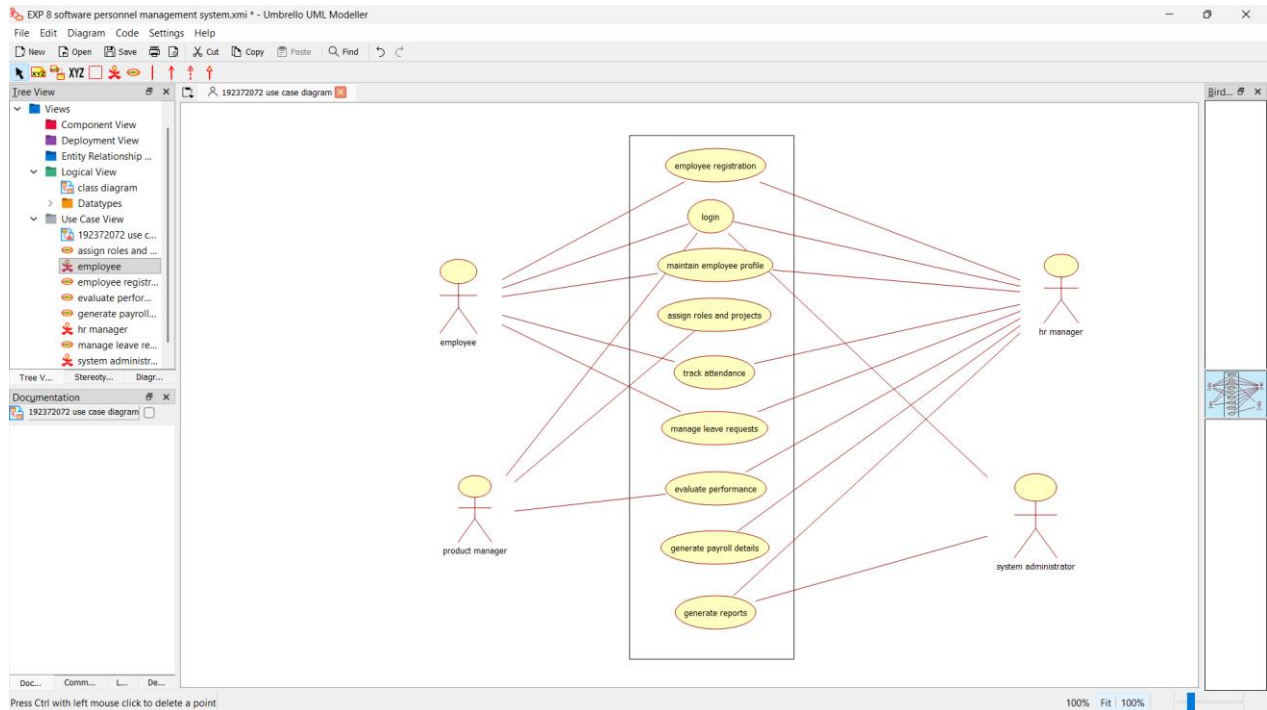 EXP 8 software personnel management system.xmi * - Umbrello UML Modeller
File Edit Diagram Code Settings Help
New Open Save Cut Copy Paste Find
XYZ XYZ
Tree View
192372072 use case diagram
Bird...
Views
Component View
Deployment View
Entity Relationship ...
Logical View
class diagram
Datatypes
Use Case View
192372072 use c...
assign roles and ...
employee
employee registr...
evaluate perfor...
generate payroll...
hr manager
manage leave re...
system administr...
Tree V... Stereoty... Diagr...
Documentation
192372072 use case diagram
employee registration
login
maintain employee profile
assign roles and projects
track attendance
manage leave requests
evaluate performance
generate payroll details
generate reports
employee
hr manager
product manager
system administrator
Doc... Comm... L... De...
Press Ctrl with left mouse click to delete a point
100% Fit 100%